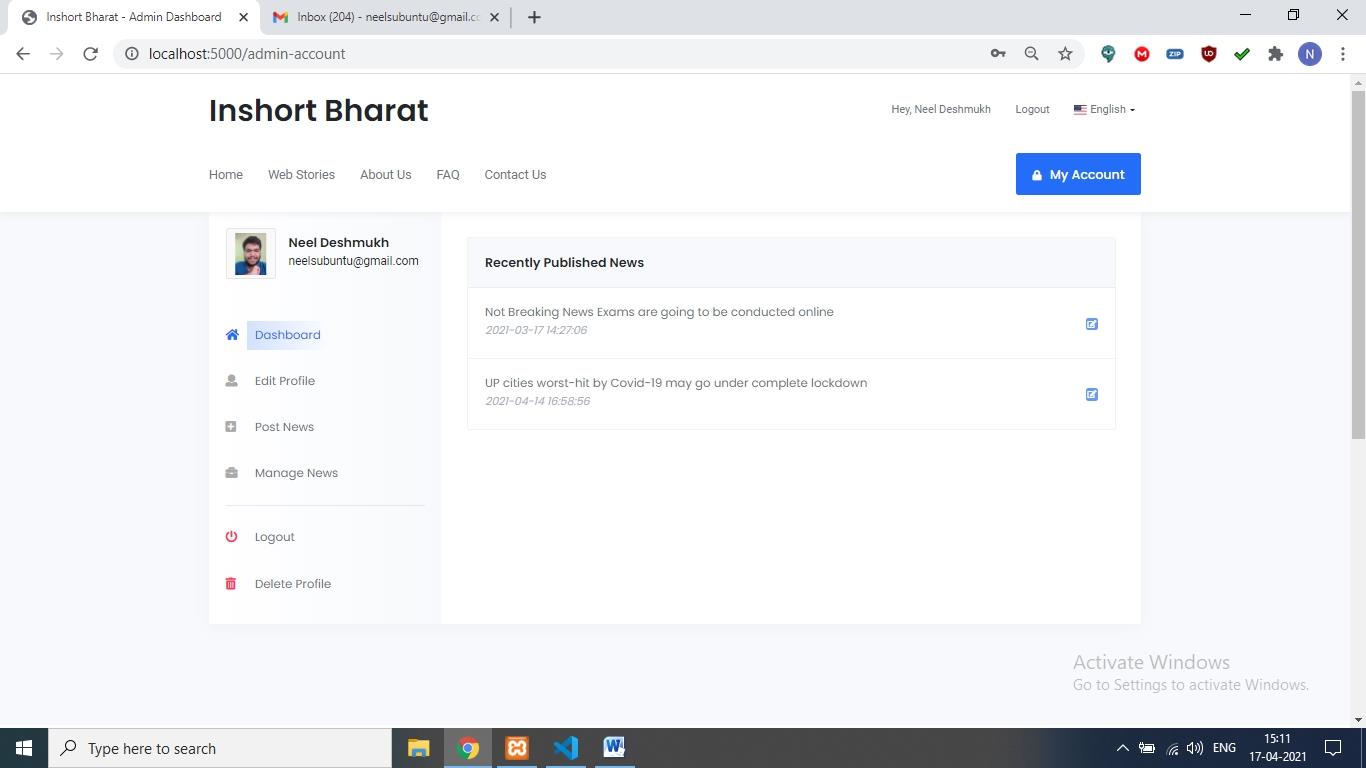 Inshort Bharat - Admin Dashboard
Inbox (204) - neelsubuntu@gmail.cc
localhost:5000/admin-account
ZIP
N
Inshort Bharat
Hey, Neel Deshmukh
Logout
English
Home
Web Stories
About Us
FAQ
Contact Us
My Account
Neel Deshmukh
neelsubuntu@gmail.com
Dashboard
Edit Profile
Post News
Manage News
Logout
Delete Profile
Recently Published News
Not Breaking News Exams are going to be conducted online
2021-03-17 14:27:06
UP cities worst-hit by Covid-19 may go under complete lockdown
2021-04-14 16:58:56
Activate Windows
Go to Settings to activate Windows.
Type here to search
ENG
15:11
17-04-2021